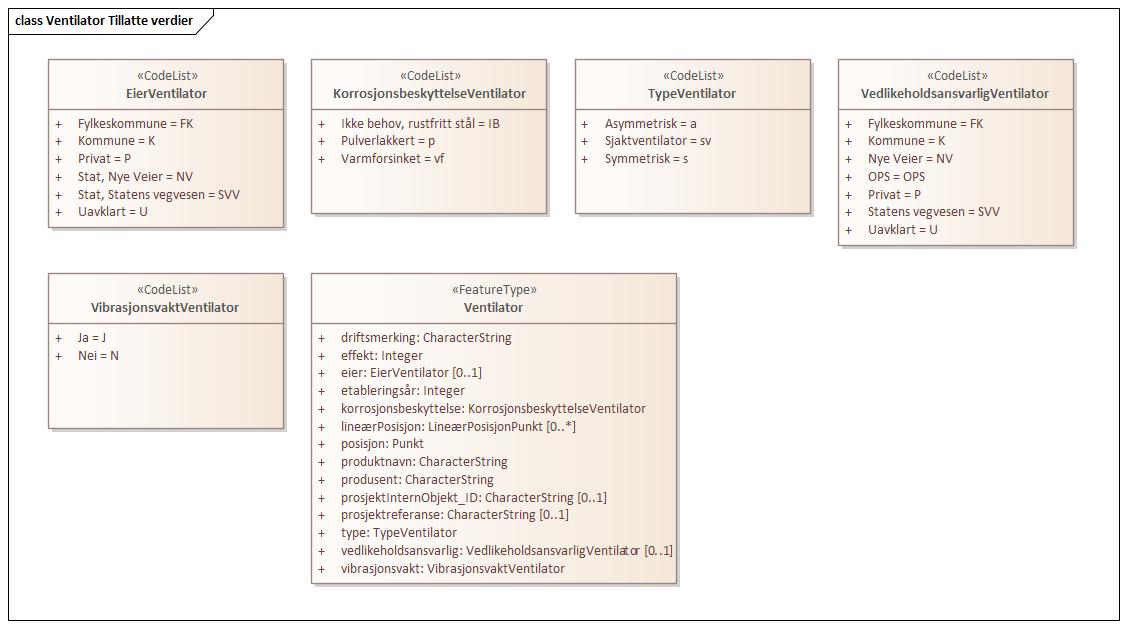 class Ventilator Tillatte verdier
«CodeList»
EierVentilator
+ Fylkeskommune = FK
+ Kommune = K
+ Privat = P
+ Stat, Nye Veier = NV
+ Stat, Statens vegvesen = SVV
+ Uavklart = U
«CodeList»
KorrosjonsbeskyttelseVentilator
+ Ikke behov, rustfritt stål = IB
+ Pulverlakkert = p
+ Varmforsinket = vf
«CodeList»
TypeVentilator
+ Asymmetrisk = a
+ Sjaktventilator = sv
+ Symmetrisk = s
«CodeList»
VedlikeholdsansvarligVentilator
+ Fylkeskommune = FK
+ Kommune = K
+ Nye Veier = NV
+ OPS = OPS
+ Privat = P
+ Statens vegvesen = SVV
+ Uavklart = U
«CodeList»
VibrasjonsvaktVentilator
+ Ja = J
+ Nei = N
«FeatureType»
Ventilator
+ driftsmerking: CharacterString
+ effekt: Integer
+ eier: EierVentilator [0..1]
+ etableringsår: Integer
+ korrosjonsbeskyttelse: KorrosjonsbeskyttelseVentilator
+ lineærPosisjon: LineærPosisjonPunkt [0..*]
+ posisjon: Punkt
+ produktnavn: CharacterString
+ produsent: CharacterString
+ prosjektInternObjekt_ID: CharacterString [0..1]
+ prosjektreferanse: CharacterString [0..1]
+ type: TypeVentilator
+ vedlikeholdsansvarlig: VedlikeholdsansvarligVentilator [0..1]
+ vibrasjonsvakt: VibrasjonsvaktVentilator